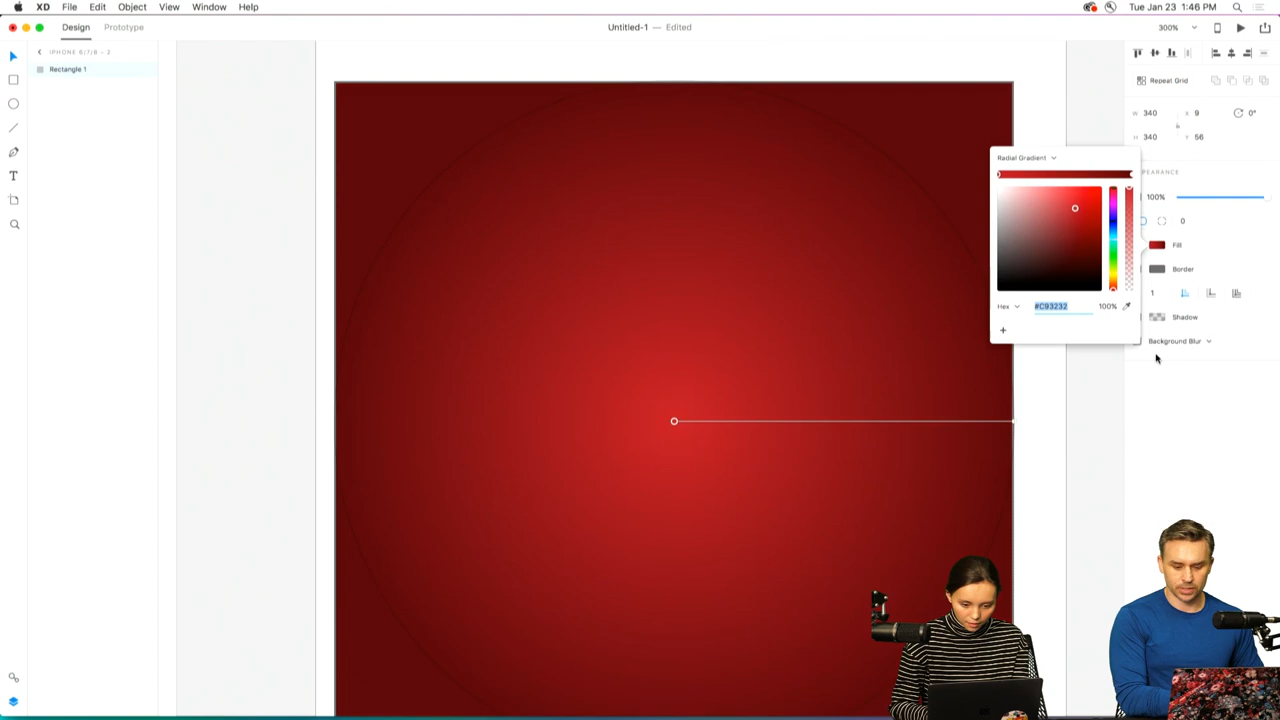 XD File Edit Object View Window Help
Tue Jan 23 1:46 PM
Design Prototype
Untitled-1 — Edited
300%
IPHONE 6/7/8 – 2
Rectangle 1
Repeat Grid
W 340 X 9 0°
H 340 Y 56
Radial Gradient
PEARANCE
100%
0
Fill
Border
1
Shadow
Hex #C93232 100%
+
Background Blur
T